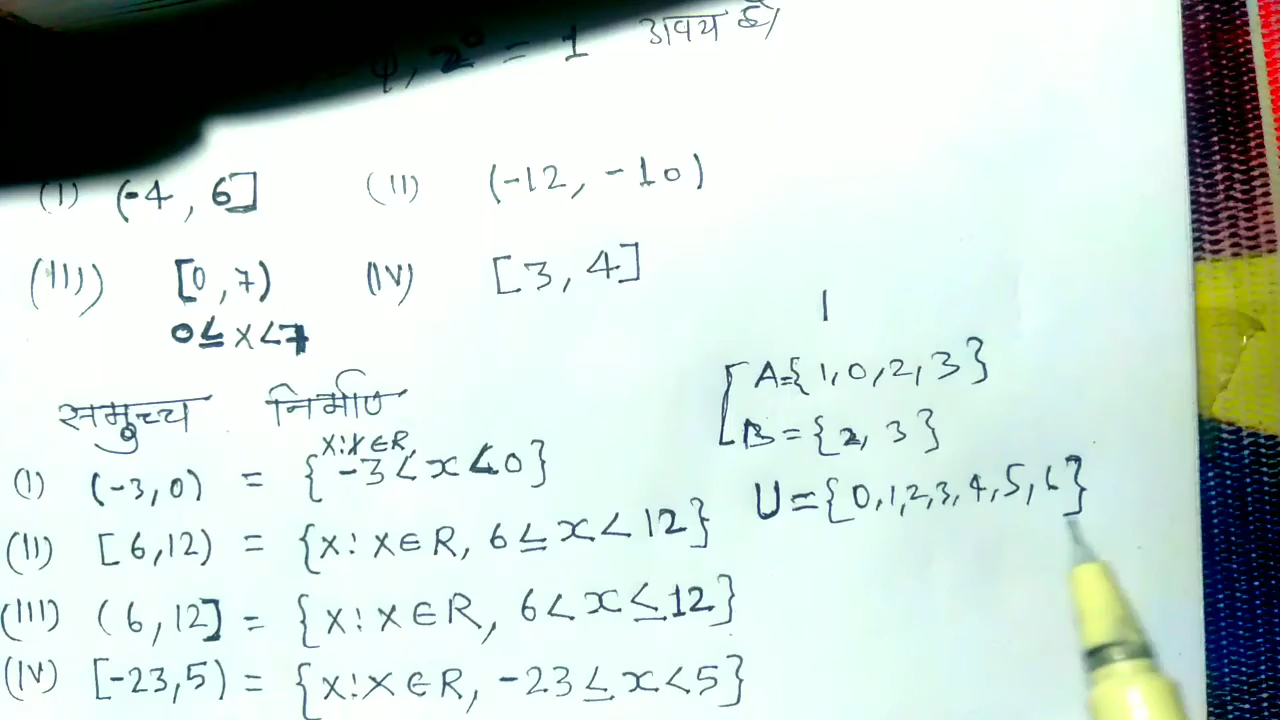 φ, 2⁰ = 1 अवयव है।
(I) (-4, 6] (II) (-12, -10)
(III) [0, 7) (IV) [3, 4]
0 ≤ x < 7
समुच्च्य निर्माण
(I) (-3, 0) = { x : x ∈ R, -3 < x < 0}
(II) [6, 12) = {x : x ∈ R, 6 ≤ x < 12}
(III) (6, 12] = {x : x ∈ R, 6 < x ≤ 12}
(IV) [-23, 5) = {x : x ∈ R, -23 ≤ x < 5}
A = {1, 0, 2, 3}
B = {2, 3}
U = {0, 1, 2, 3, 4, 5, 6}